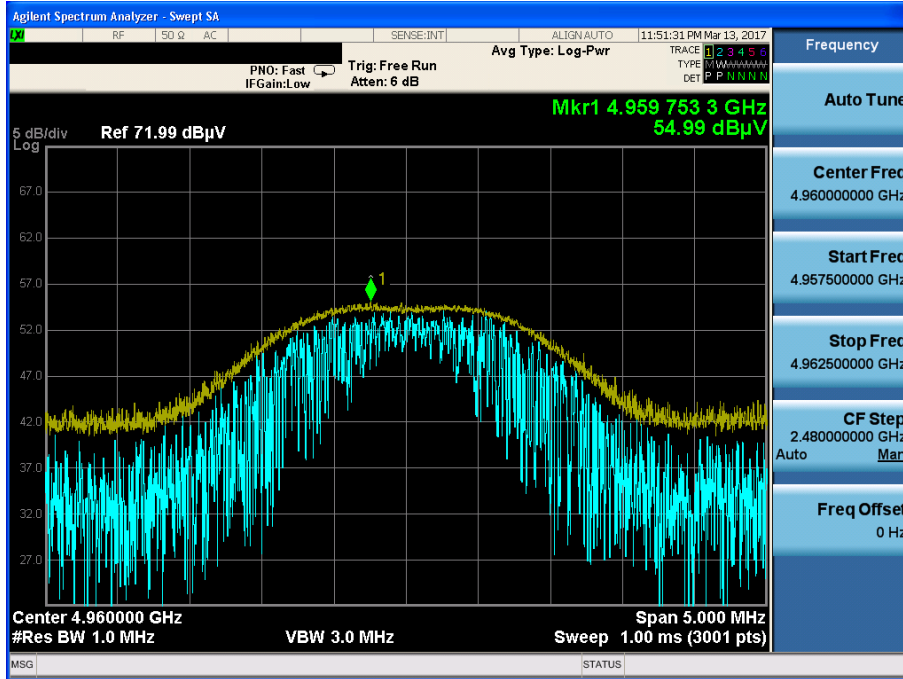 Agilent Spectrum Analyzer - Swept SA
LXI RF 50 Ω AC SENSE:INT ALIGNAUTO 11:51:31 PM Mar 13, 2017
Avg Type: Log-Pwr TRACE 1 2 3 4 5 6
PNO: Fast Trig: Free Run TYPE M W W W W W
IFGain:Low Atten: 6 dB DET P P N N N N
Mkr1 4.959 753 3 GHz
54.99 dBµV
5 dB/div Ref 71.99 dBµV
Log
67.0
62.0
57.0
1
52.0
47.0
42.0
37.0
32.0
27.0
Center 4.960000 GHz Span 5.000 MHz
#Res BW 1.0 MHz VBW 3.0 MHz Sweep 1.00 ms (3001 pts)
MSG STATUS
Frequency
Auto Tune
Center Freq
4.960000000 GHz
Start Freq
4.957500000 GHz
Stop Freq
4.962500000 GHz
CF Step
2.480000000 GHz
Auto Man
Freq Offset
0 Hz